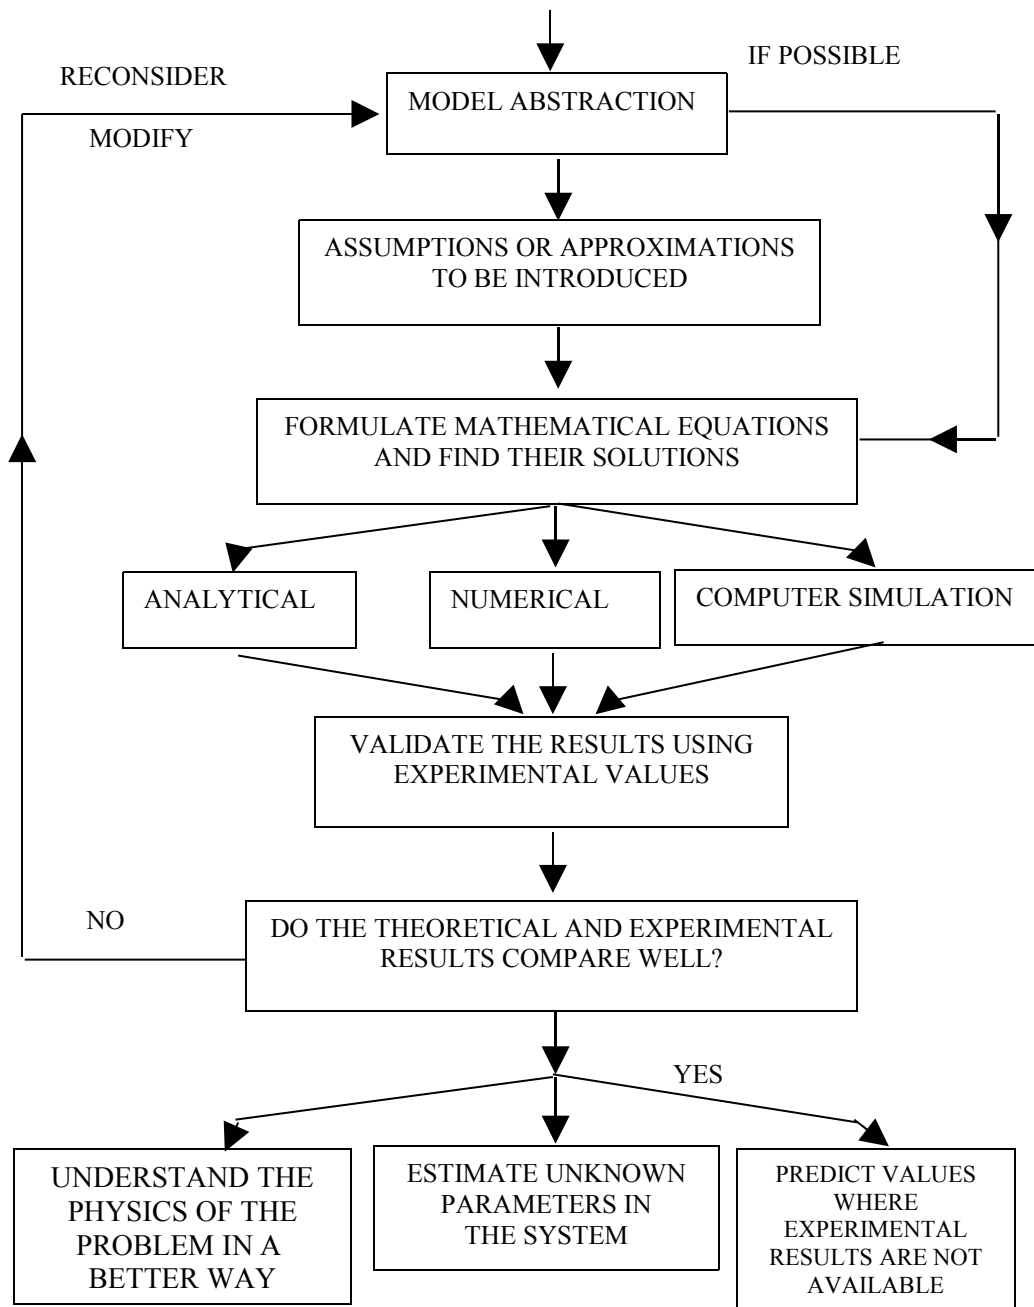 IF POSSIBLE
RECONSIDER
MODEL ABSTRACTION
MODIFY
ASSUMPTIONS OR APPROXIMATIONS
TO BE INTRODUCED
FORMULATE MATHEMATICAL EQUATIONS
AND FIND THEIR SOLUTIONS
ANALYTICAL
NUMERICAL
COMPUTER SIMULATION
VALIDATE THE RESULTS USING
EXPERIMENTAL VALUES
NO
DO THE THEORETICAL AND EXPERIMENTAL
RESULTS COMPARE WELL?
YES
UNDERSTAND THE
PHYSICS OF THE
PROBLEM IN A
BETTER WAY
ESTIMATE UNKNOWN
PARAMETERS IN
THE SYSTEM
PREDICT VALUES
WHERE
EXPERIMENTAL
RESULTS ARE NOT
AVAILABLE